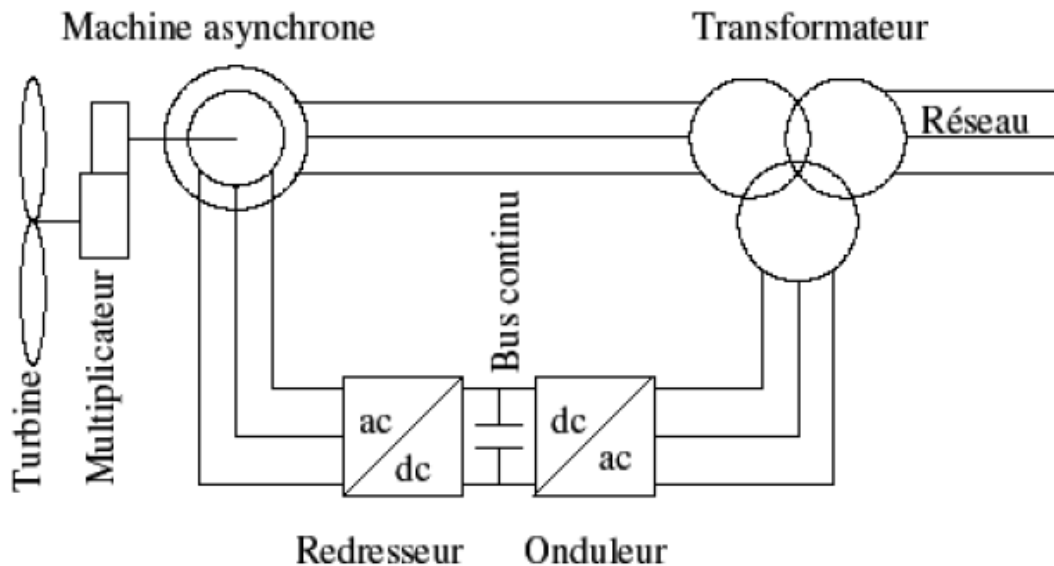 Machine asynchrone
Transformateur
Réseau
Turbine
Multiplicateur
Bus continu
ac
dc
dc
ac
Redresseur
Onduleur